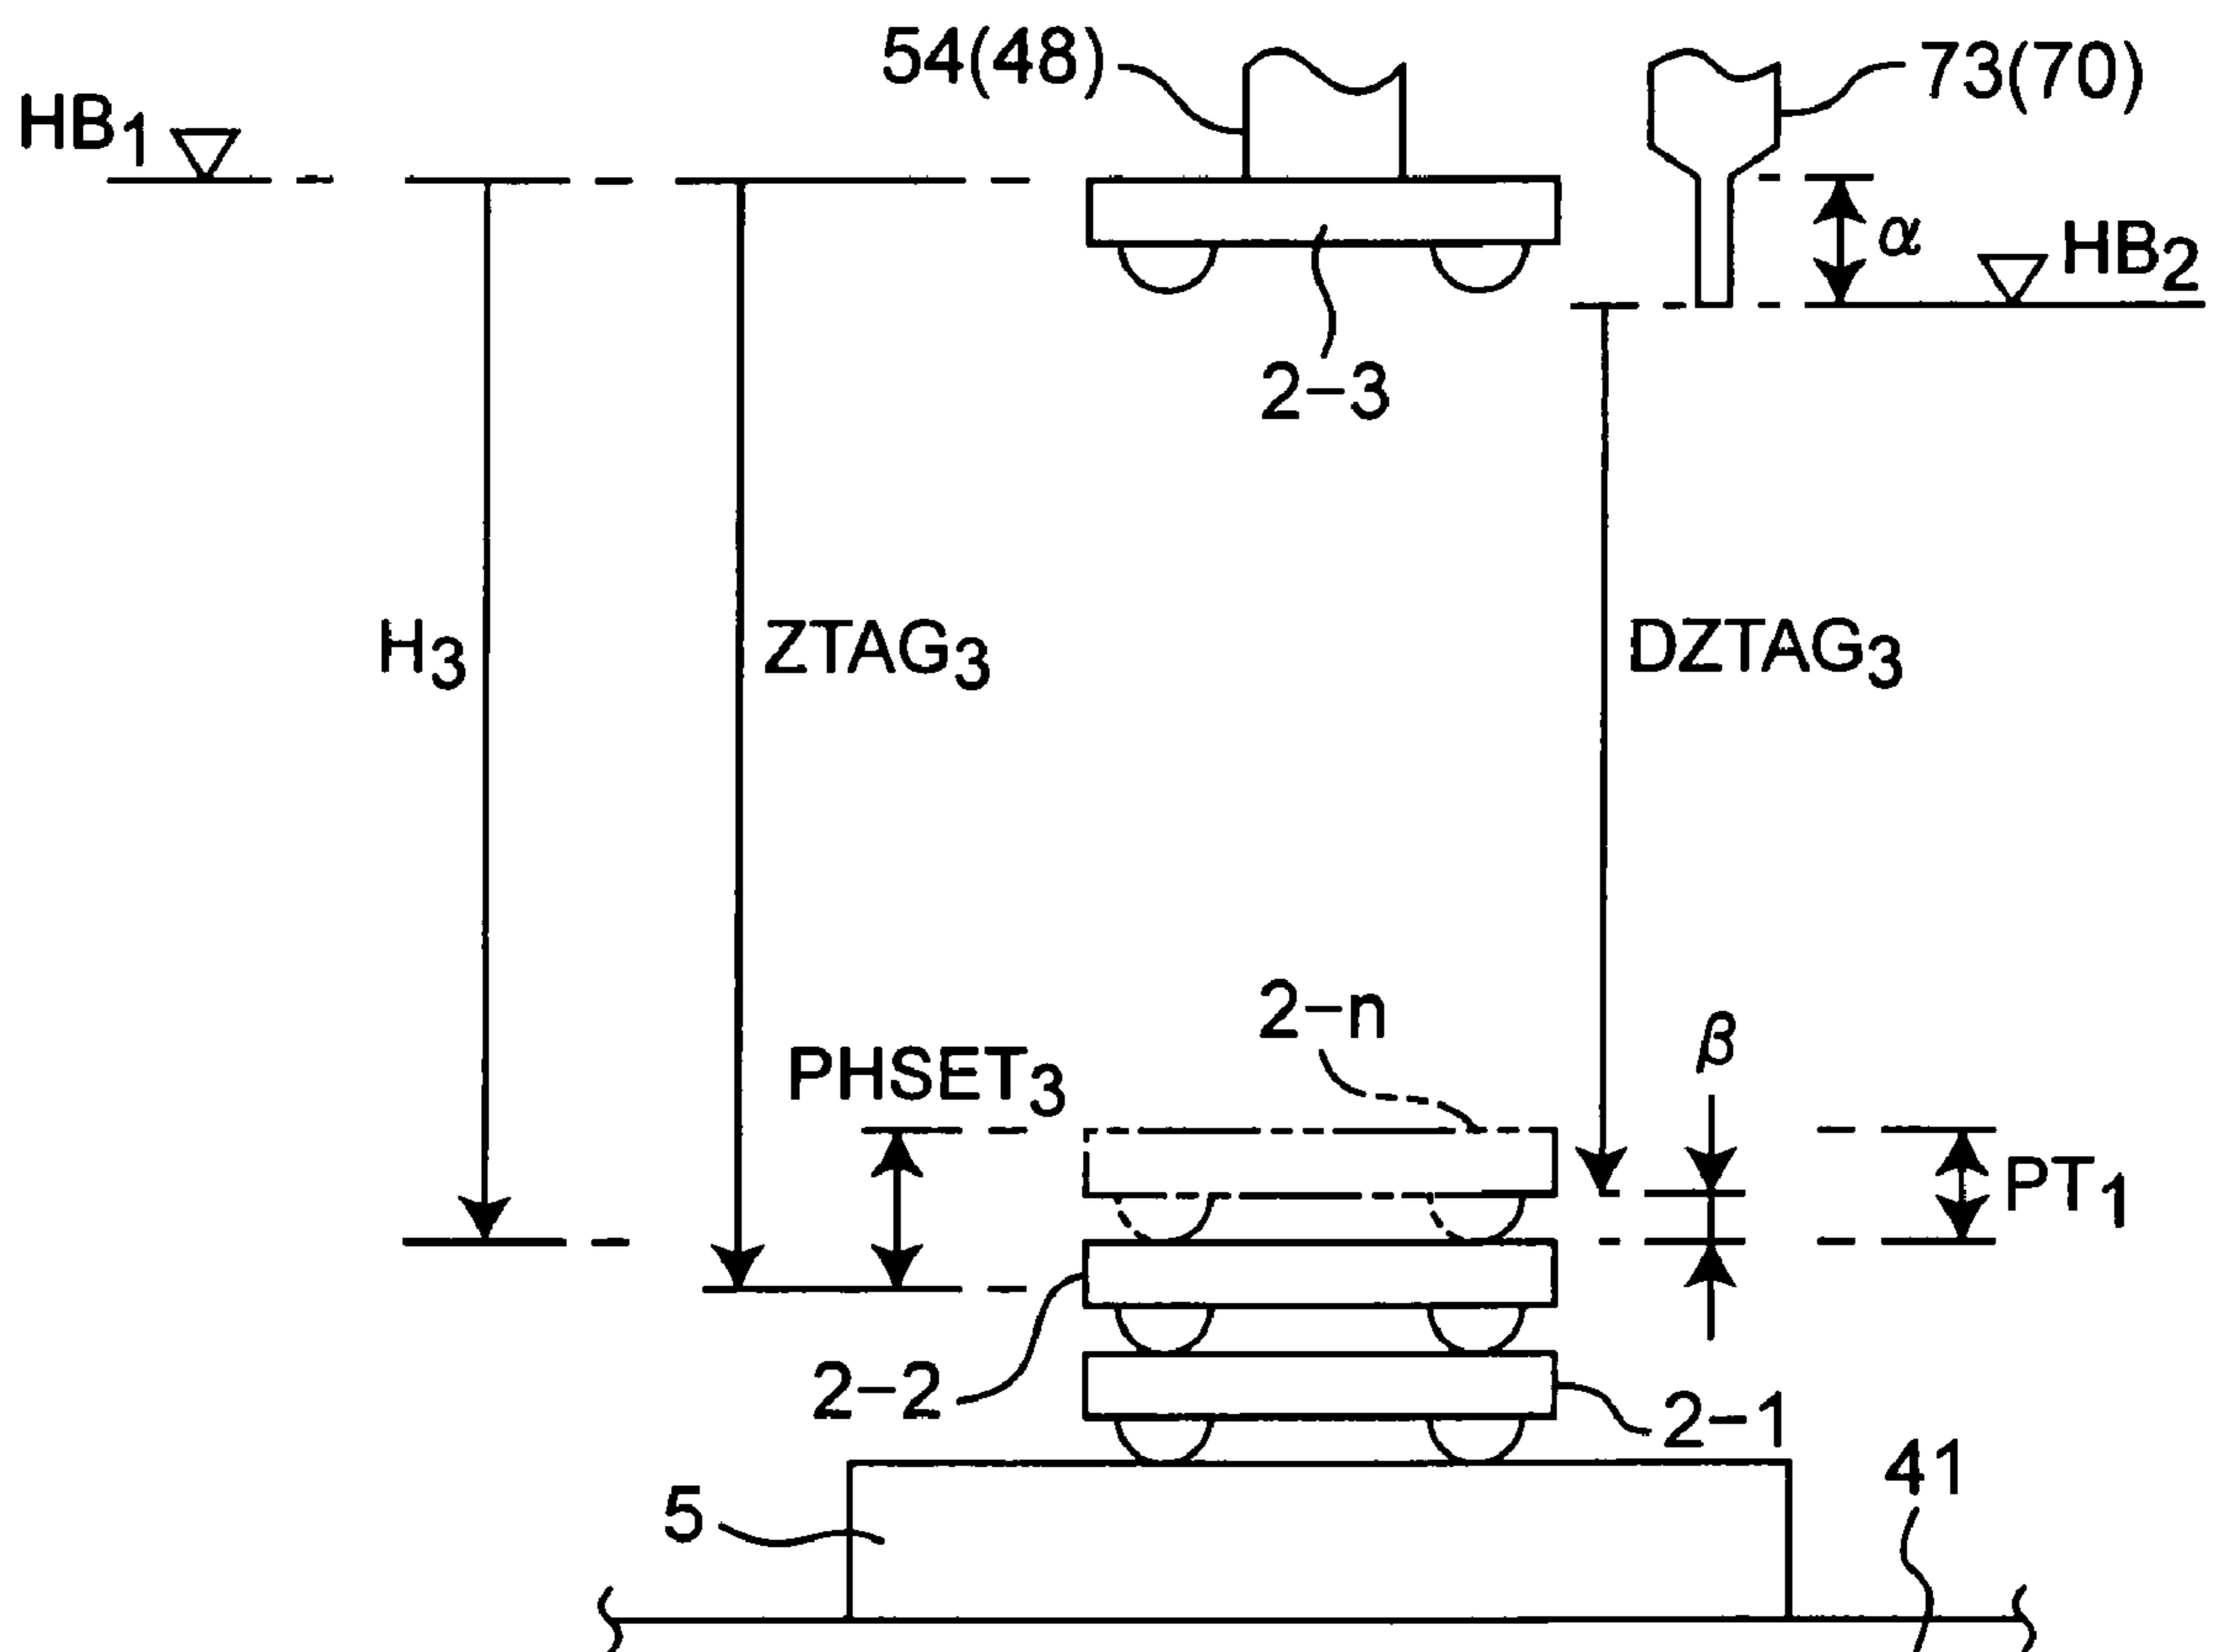 54(48)
73(70)
HB1
α
HB2
2-3
H3
ZTAG3
DZTAG3
2-n
β
PHSET3
PT1
2-2
2-1
5
41